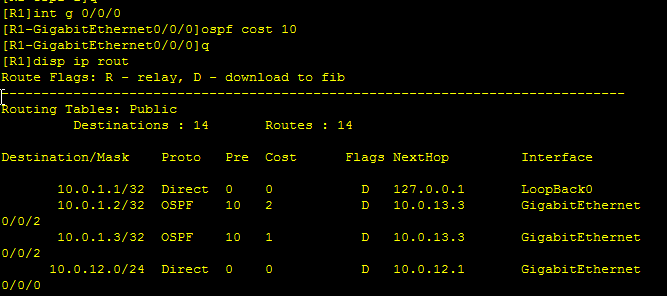 [R1]int g 0/0/0
[R1-GigabitEthernet0/0/0]ospf cost 10
[R1-GigabitEthernet0/0/0]q
[R1]disp ip rout
Route Flags: R - relay, D - download to fib
------------------------------------------------------------------------------
Routing Tables: Public
         Destinations : 14       Routes : 14

Destination/Mask    Proto   Pre  Cost      Flags NextHop         Interface

       10.0.1.1/32  Direct  0    0           D   127.0.0.1       LoopBack0
       10.0.1.2/32  OSPF    10   2           D   10.0.13.3       GigabitEthernet
0/0/2
       10.0.1.3/32  OSPF    10   1           D   10.0.13.3       GigabitEthernet
0/0/2
      10.0.12.0/24  Direct  0    0           D   10.0.12.1       GigabitEthernet
0/0/0